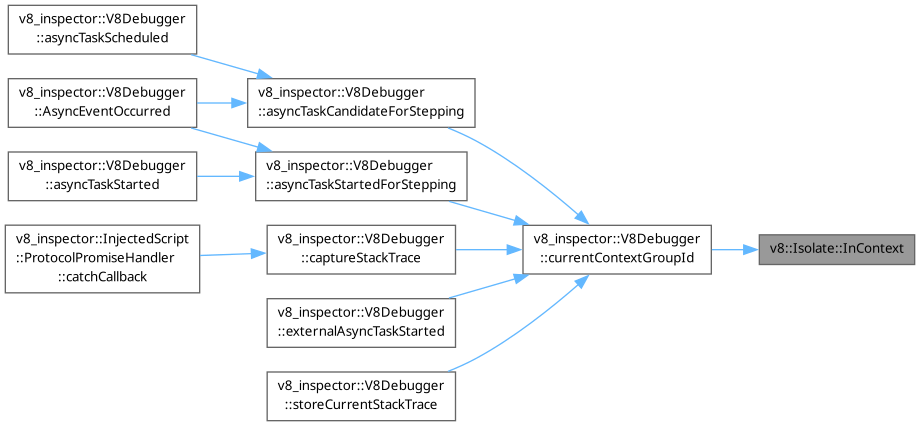 v8_inspector::V8Debugger
::asyncTaskScheduled
v8_inspector::V8Debugger
::AsyncEventOccurred
v8_inspector::V8Debugger
::asyncTaskStarted
v8_inspector::InjectedScript
::ProtocolPromiseHandler
::catchCallback
v8_inspector::V8Debugger
::asyncTaskCandidateForStepping
v8_inspector::V8Debugger
::asyncTaskStartedForStepping
v8_inspector::V8Debugger
::captureStackTrace
v8_inspector::V8Debugger
::externalAsyncTaskStarted
v8_inspector::V8Debugger
::storeCurrentStackTrace
v8_inspector::V8Debugger
::currentContextGroupId
v8::Isolate::InContext